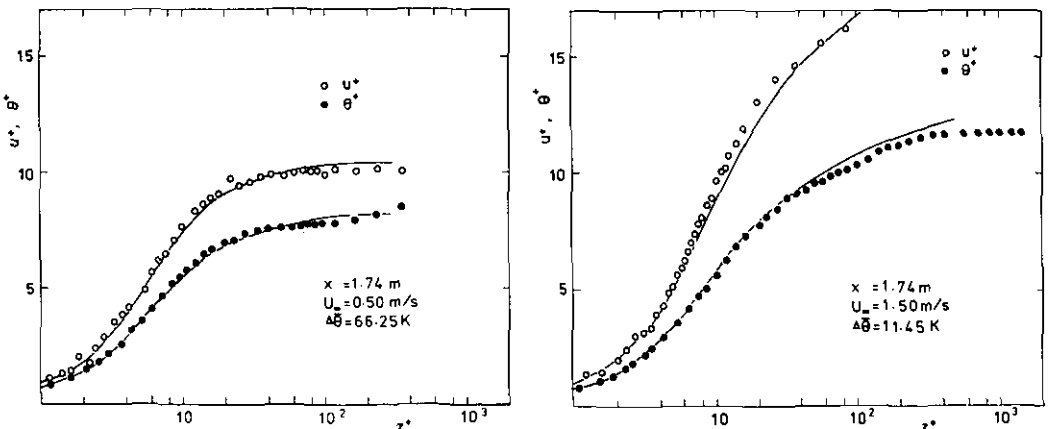 15
10
5
u⁺, θ⁺
○ u⁺
● θ⁺
x = 1.74 m
U∞ = 0.50 m/s
Δθ̄ = 66.25 K
10
10²
10³
z⁺
15
10
5
u⁺, θ⁺
○ u⁺
● θ⁺
x = 1.74 m
U∞ = 1.50 m/s
Δθ̄ = 11.45 K
10
10²
10³
z⁺